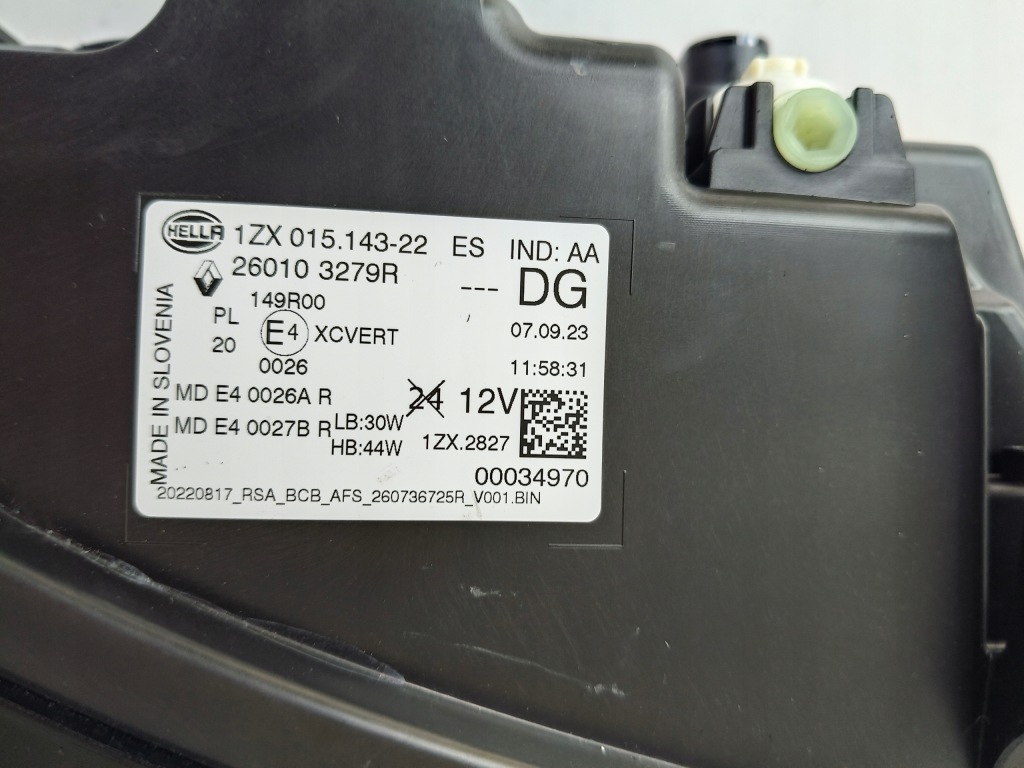 HELLA 1ZX 015.143-22 ES IND: AA
26010 3279R --- DG
149R00
PL E4 XCVERT 07.09.23
20
0026 11:58:31
MD E4 0026A R 24 12V
MD E4 0027B R LB:30W
HB:44W 1ZX.2827
00034970
20220817_RSA_BCB_AFS_260736725R_V001.BIN
MADE IN SLOVENIA